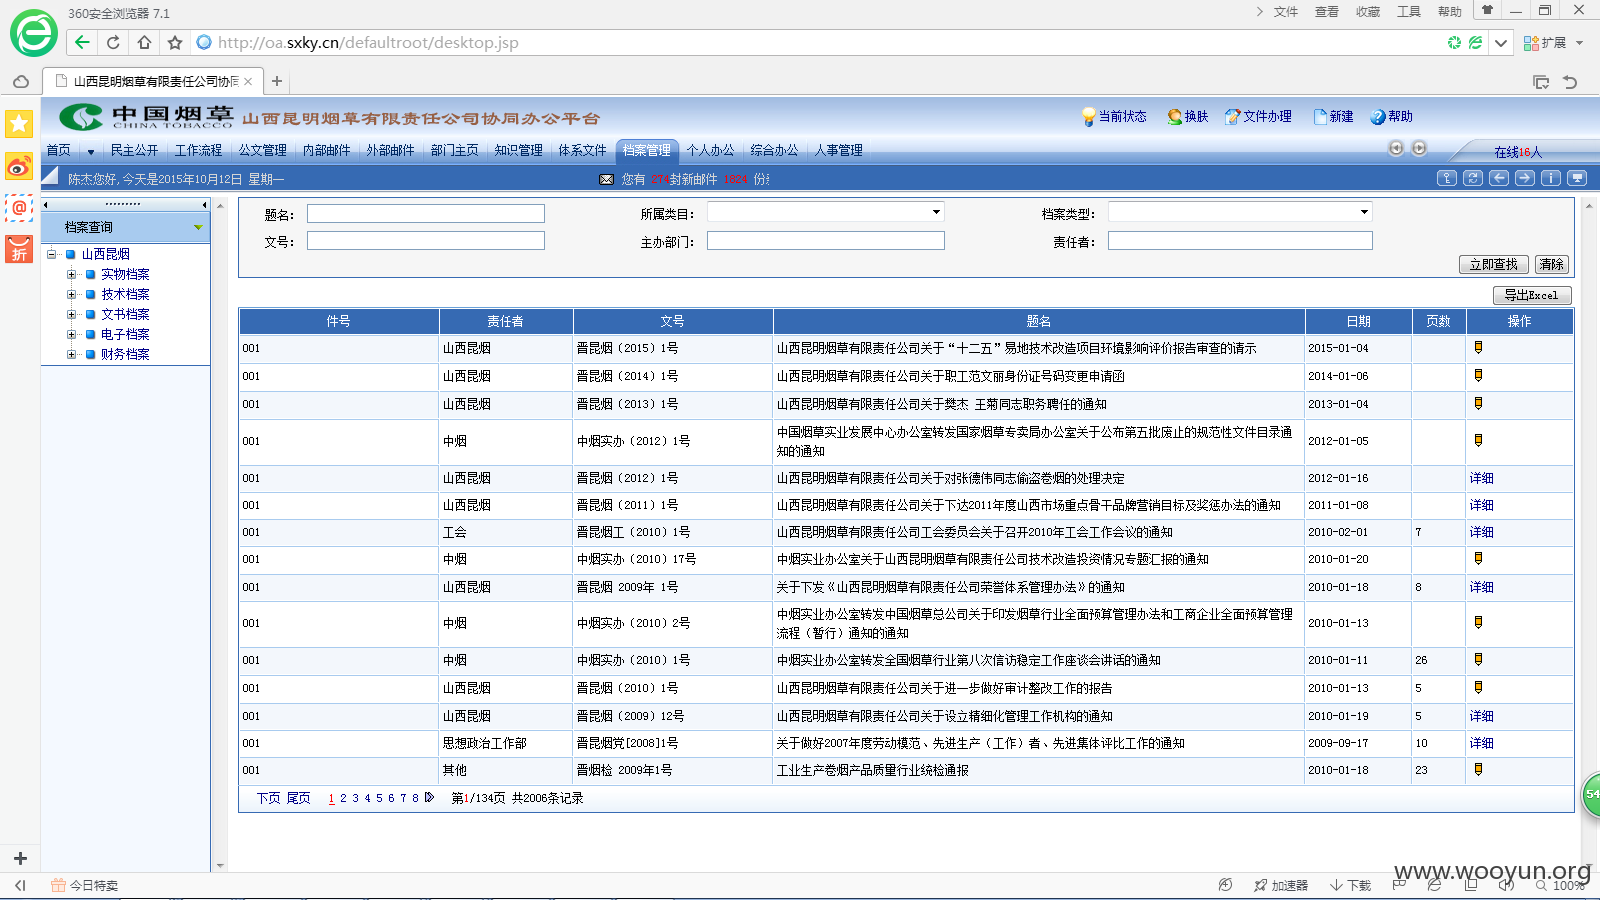 360安全浏览器 7.1
文件 查看 收藏 工具 帮助
http://oa.sxky.cn/defaultroot/desktop.jsp
扩展
山西昆明烟草有限责任公司协同
中国烟草
CHINA TOBACCO
山西昆明烟草有限责任公司协同办公平台
当前状态 换肤 文件办理 新建 帮助
首页 民主公开 工作流程 公文管理 内部邮件 外部邮件 部门主页 知识管理 体系文件 档案管理 个人办公 综合办公 人事管理
在线16人
陈杰您好,今天是2015年10月12日 星期一
您有 274封新邮件 1824 份
档案查询
山西昆烟
实物档案
技术档案
文书档案
电子档案
财务档案
题名: 所属类目: 档案类型:
文号: 主办部门: 责任者:
立即查找 清除
导出Excel
件号 责任者 文号 题名 日期 页数 操作
001 山西昆烟 晋昆烟（2015）1号 山西昆明烟草有限责任公司关于“十二五”易地技术改造项目环境影响评价报告审查的请示 2015-01-04
001 山西昆烟 晋昆烟（2014）1号 山西昆明烟草有限责任公司关于职工范文丽身份证号码变更申请函 2014-01-06
001 山西昆烟 晋昆烟（2013）1号 山西昆明烟草有限责任公司关于樊杰 王菊同志职务聘任的通知 2013-01-04
001 中烟 中烟实办（2012）1号 中国烟草实业发展中心办公室转发国家烟草专卖局办公室关于公布第五批废止的规范性文件目录通知的通知 2012-01-05
001 山西昆烟 晋昆烟（2012）1号 山西昆明烟草有限责任公司关于对张德伟同志偷盗卷烟的处理决定 2012-01-16 详细
001 山西昆烟 晋昆烟（2011）1号 山西昆明烟草有限责任公司关于下达2011年度山西市场重点骨干品牌营销目标及奖惩办法的通知 2011-01-08 详细
001 工会 晋昆烟工（2010）1号 山西昆明烟草有限责任公司工会委员会关于召开2010年工会工作会议的通知 2010-02-01 7 详细
001 中烟 中烟实办（2010）17号 中烟实业办公室关于山西昆明烟草有限责任公司技术改造投资情况专题汇报的通知 2010-01-20
001 山西昆烟 晋昆烟 2009年 1号 关于下发《山西昆明烟草有限责任公司荣誉体系管理办法》的通知 2010-01-18 8 详细
001 中烟 中烟实办（2010）2号 中烟实业办公室转发中国烟草总公司关于印发烟草行业全面预算管理办法和工商企业全面预算管理流程（暂行）通知的通知 2010-01-13
001 中烟 中烟实办（2010）1号 中烟实业办公室转发全国烟草行业第八次信访稳定工作座谈会讲话的通知 2010-01-11 26
001 山西昆烟 晋昆烟（2010）1号 山西昆明烟草有限责任公司关于进一步做好审计整改工作的报告 2010-01-13 5
001 山西昆烟 晋昆烟（2009）12号 山西昆明烟草有限责任公司关于设立精细化管理工作机构的通知 2010-01-19 5 详细
001 思想政治工作部 晋昆烟党[2008]1号 关于做好2007年度劳动模范、先进生产（工作）者、先进集体评比工作的通知 2009-09-17 10 详细
001 其他 晋烟检 2009年1号 工业生产卷烟产品质量行业统检通报 2010-01-18 23
下页 尾页 1 2 3 4 5 6 7 8 第1/134页 共2006条记录
54
今日特卖
加速器 下载 100%
www.wooyun.org